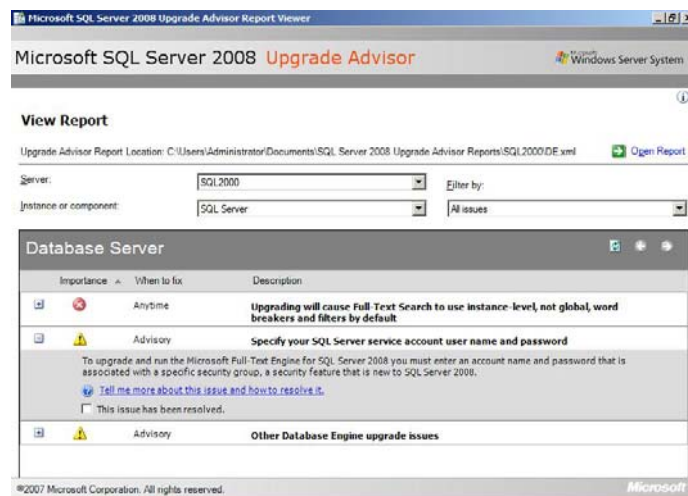 Microsoft SQL Server 2008 Upgrade Advisor Report Viewer
Microsoft SQL Server 2008 Upgrade Advisor
Microsoft
Windows Server System
View Report
Upgrade Advisor Report Location: C:\Users\Administrator\Documents\SQL Server 2008 Upgrade Advisor Reports\SQL2000\DE.xml
Open Report
Server:
SQL2000
Filter by:
Instance or component:
SQL Server
All issues
Database Server
Importance When to fix Description
Anytime Upgrading will cause Full-Text Search to use instance-level, not global, word
breakers and filters by default
Advisory Specify your SQL Server service account user name and password
To upgrade and run the Microsoft Full-Text Engine for SQL Server 2008 you must enter an account name and password that is
associated with a specific security group, a security feature that is new to SQL Server 2008.
Tell me more about this issue and how to resolve it.
This issue has been resolved.
Advisory Other Database Engine upgrade issues
©2007 Microsoft Corporation. All rights reserved.
Microsoft